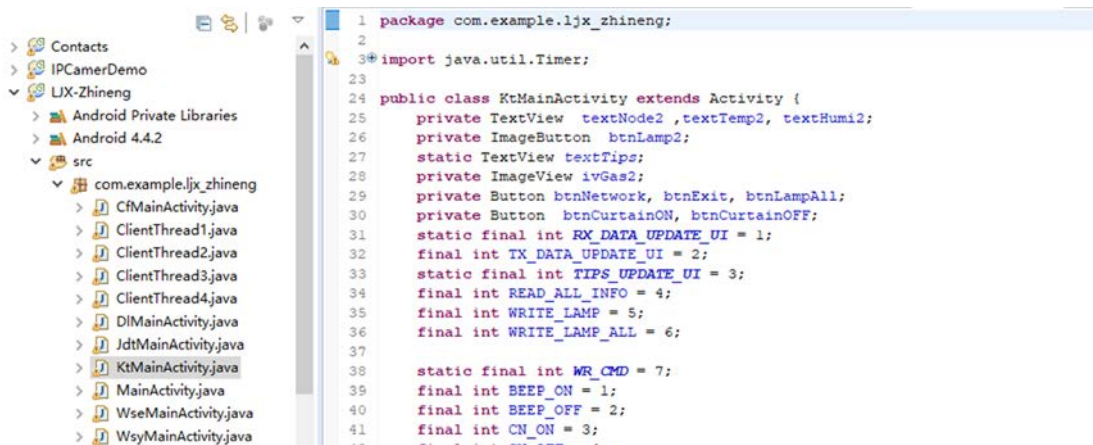 Contacts
IPCamerDemo
LJX-Zhineng
Android Private Libraries
Android 4.4.2
src
com.example.ljx_zhineng
CfMainActivity.java
ClientThread1.java
ClientThread2.java
ClientThread3.java
ClientThread4.java
DlMainActivity.java
JdtMainActivity.java
KtMainActivity.java
MainActivity.java
WseMainActivity.java
WsyMainActivity.java
1 package com.example.ljx_zhineng;
2
3 import java.util.Timer;
23
24 public class KtMainActivity extends Activity {
25 private TextView textNode2 ,textTemp2, textHumi2;
26 private ImageButton btnLamp2;
27 static TextView textTips;
28 private ImageView ivGas2;
29 private Button btnNetwork, btnExit, btnLampAll;
30 private Button btnCurtainON, btnCurtainOFF;
31 static final int RX_DATA_UPDATE_UI = 1;
32 final int TX_DATA_UPDATE_UI = 2;
33 static final int TIPS_UPDATE_UI = 3;
34 final int READ_ALL_INFO = 4;
35 final int WRITE_LAMP = 5;
36 final int WRITE_LAMP_ALL = 6;
37
38 static final int WR_CMD = 7;
39 final int BEEP_ON = 1;
40 final int BEEP_OFF = 2;
41 final int CN_ON = 3;